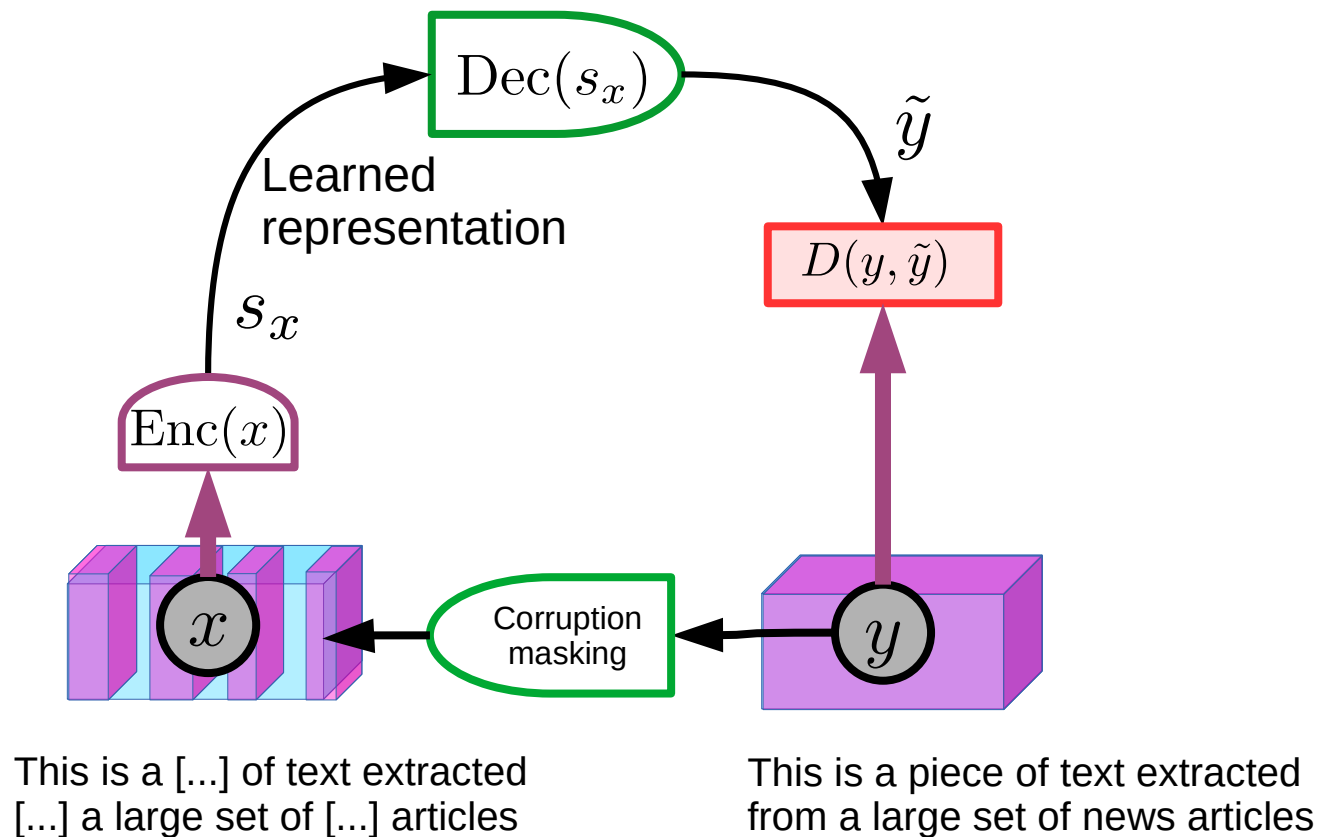 Dec(s_x)
ỹ
Learned
representation
D(y, ỹ)
s_x
Enc(x)
x
Corruption
masking
y
This is a [...] of text extracted
[...] a large set of [...] articles
This is a piece of text extracted
from a large set of news articles